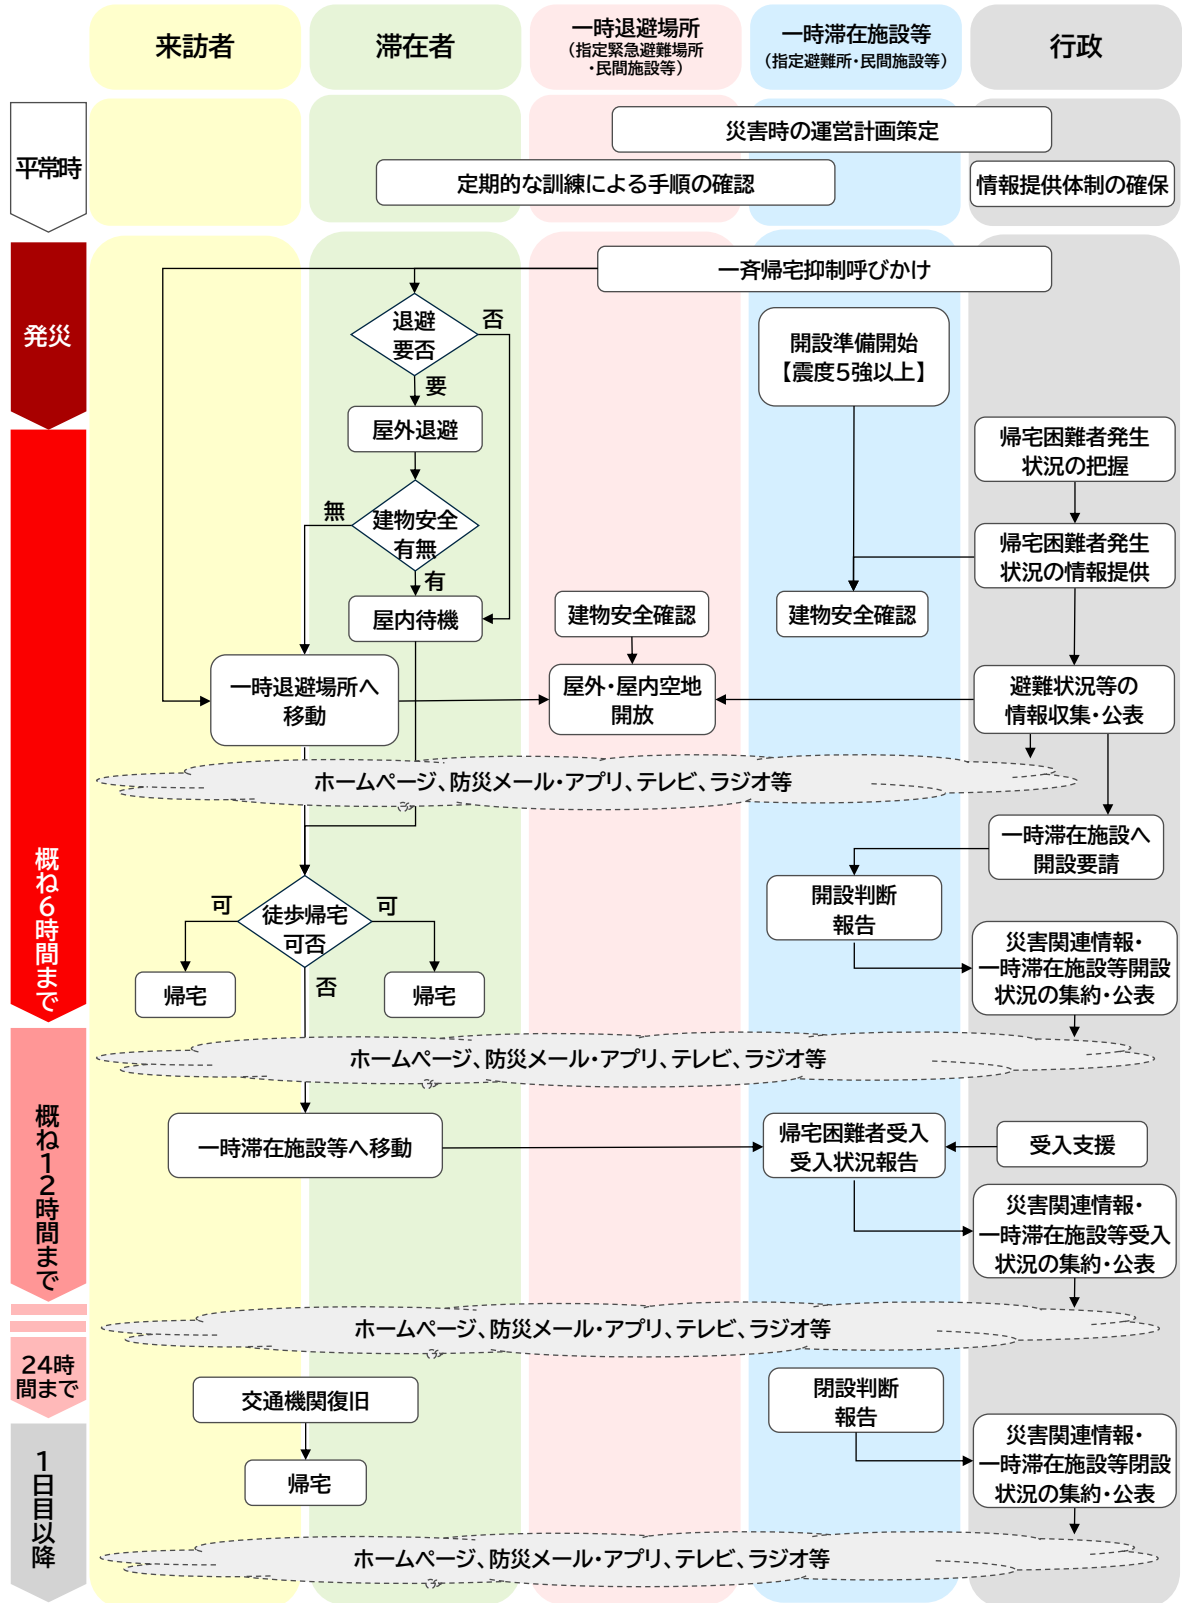 来訪者
滞在者
一時退避場所
（指定緊急避難場所
・民間施設等）
一時滞在施設等
（指定避難所・民間施設等）
行政
平常時
災害時の運営計画策定
定期的な訓練による手順の確認
情報提供体制の確保
発災
一斉帰宅抑制呼びかけ
退避
要否
否
要
開設準備開始
【震度5強以上】
屋外退避
帰宅困難者発生
状況の把握
建物安全
有無
無
有
帰宅困難者発生
状況の情報提供
屋内待機
建物安全確認
建物安全確認
一時退避場所へ
移動
屋外・屋内空地
開放
避難状況等の
情報収集・公表
ホームページ、防災メール・アプリ、テレビ、ラジオ等
概ね6時間まで
一時滞在施設へ
開設要請
開設判断
報告
徒歩帰宅
可否
可
可
否
帰宅
帰宅
災害関連情報・
一時滞在施設等開設
状況の集約・公表
ホームページ、防災メール・アプリ、テレビ、ラジオ等
概ね12時間まで
一時滞在施設等へ移動
帰宅困難者受入
受入状況報告
受入支援
災害関連情報・
一時滞在施設等受入
状況の集約・公表
ホームページ、防災メール・アプリ、テレビ、ラジオ等
24時
間まで
交通機関復旧
閉設判断
報告
1日目以降
帰宅
災害関連情報・
一時滞在施設等閉設
状況の集約・公表
ホームページ、防災メール・アプリ、テレビ、ラジオ等